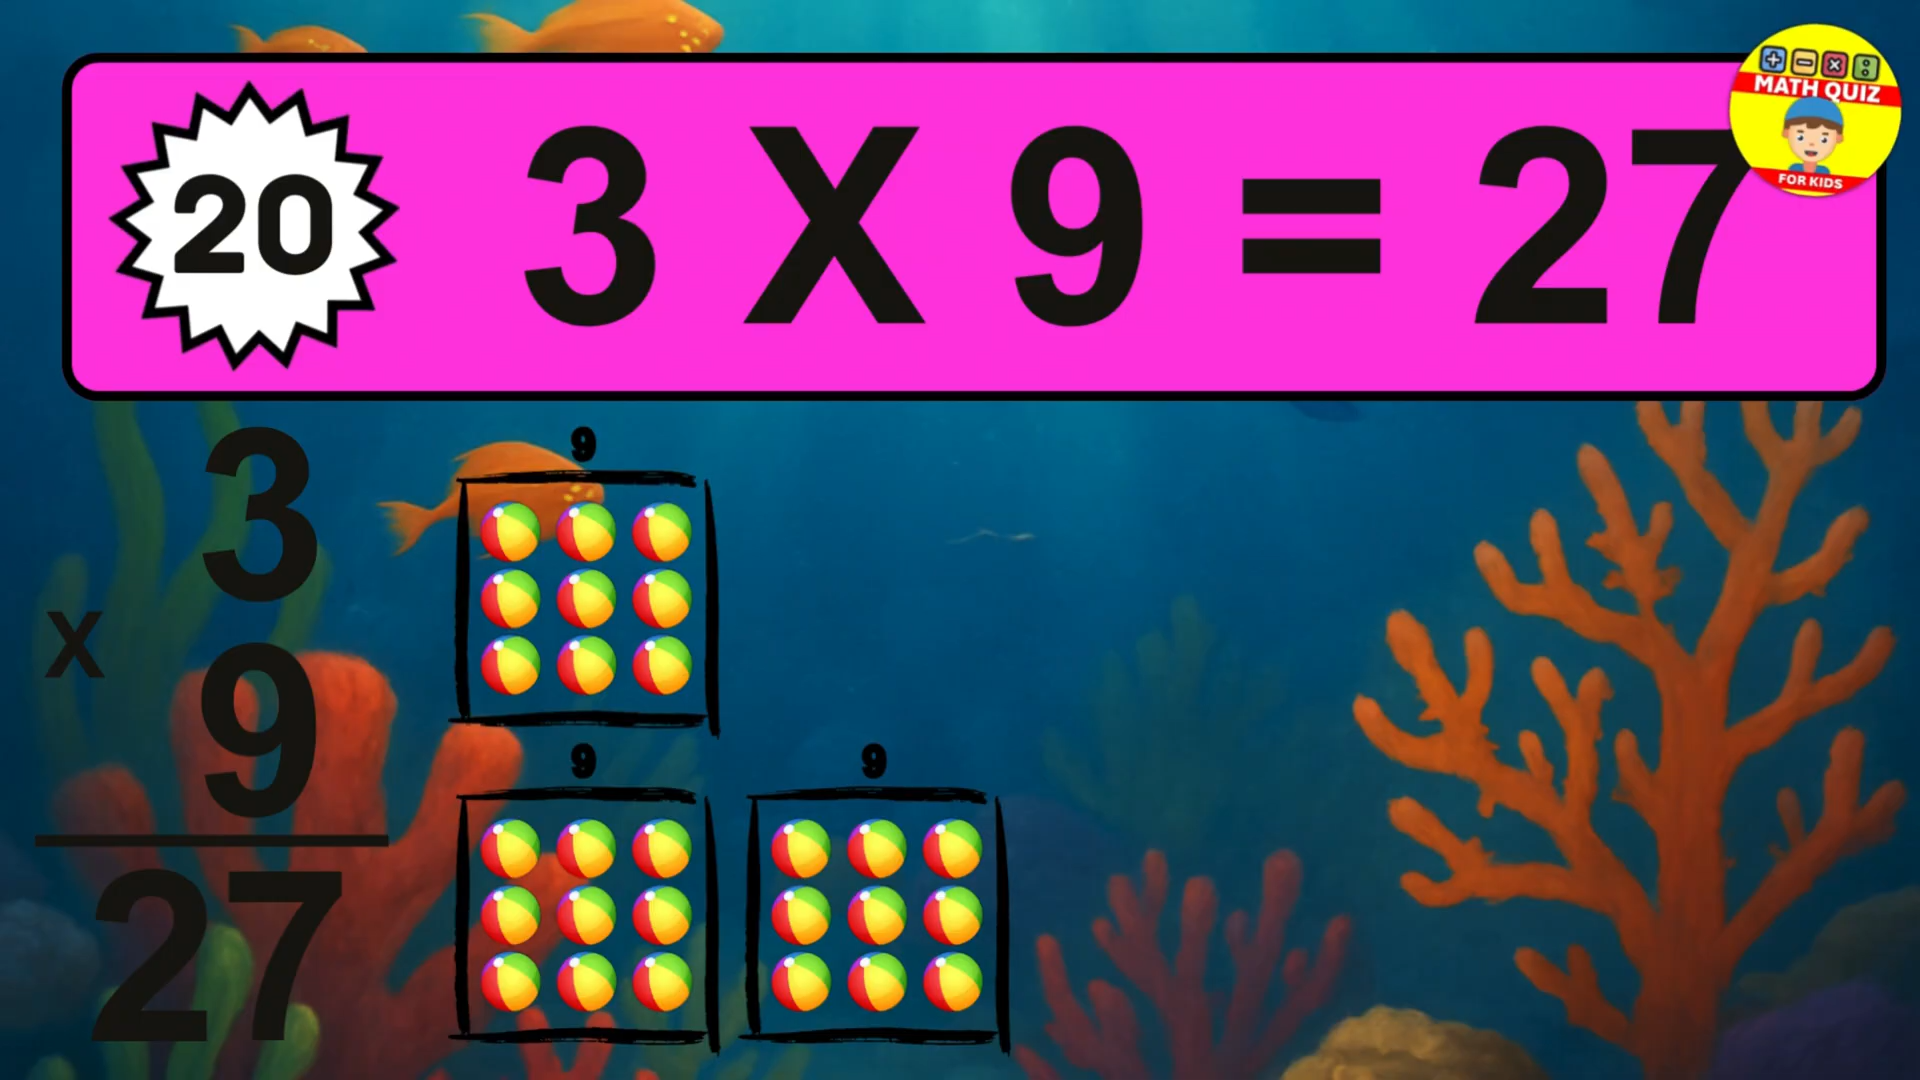 20
3 X 9 = 27
+ − × ÷
MATH QUIZ
FOR KIDS
3
x
9
27
9
9
9